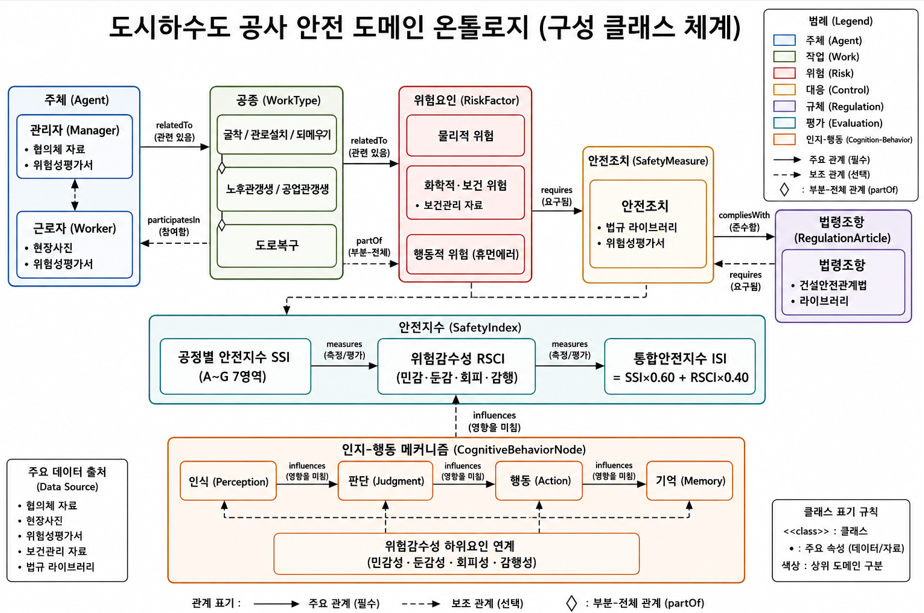 도시하수도 공사 안전 도메인 온톨로지 (구성 클래스 체계)
범례 (Legend)
주체 (Agent)
작업 (Work)
위험 (Risk)
대응 (Control)
규체 (Regulation)
평가 (Evaluation)
인지-행동 (Cognition-Behavior)
주요 관계 (필수)
보조 관계 (선택)
: 부분-전체 관계 (partOf)
주체 (Agent)
관리자 (Manager)
• 협의체 자료
• 위험성평가서
근로자 (Worker)
• 현장사진
• 위험성평가서
relatedTo
(관련 있음)
participatesIn
(참여함)
공종 (WorkType)
굴착 / 관로설치 / 되메우기
노후관갱생 / 공업관갱생
도로복구
relatedTo
(관련 있음)
partOf
(부분-전체)
위험요인 (RiskFactor)
물리적 위험
화학적·보건 위험
• 보건관리 자료
행동적 위험 (휴먼에러)
requires
(요구됨)
안전조치 (SafetyMeasure)
안전조치
• 법규 라이브러리
• 위험성평가서
compliesWith
(준수함)
requires
(요구됨)
법령조항
(RegulationArticle)
법령조항
• 건설안전관계법
• 라이브러리
안전지수 (SafetyIndex)
공정별 안전지수 SSI
(A~G 7영역)
measures
(측정/평가)
위험감수성 RSCI
(민감·둔감·회피·감행)
measures
(측정/평가)
통합안전지수 ISI
= SSI×0.60 + RSCI×0.40
influences
(영향을 미침)
인지-행동 메커니즘 (CognitiveBehaviorNode)
인식 (Perception)
influences
(영향을 미침)
판단 (Judgment)
influences
(영향을 미침)
행동 (Action)
influences
(영향을 미침)
기억 (Memory)
위험감수성 하위요인 연계
(민감성·둔감성·회피성·감행성)
주요 데이터 출처
(Data Source)
• 협의체 자료
• 현장사진
• 위험성평가서
• 보건관리 자료
• 법규 라이브러리
클래스 표기 규칙
<<class>> : 클래스
• : 주요 속성 (데이터/자료)
색상 : 상위 도메인 구분
관계 표기 : 주요 관계 (필수) 보조 관계 (선택) : 부분-전체 관계 (partOf)